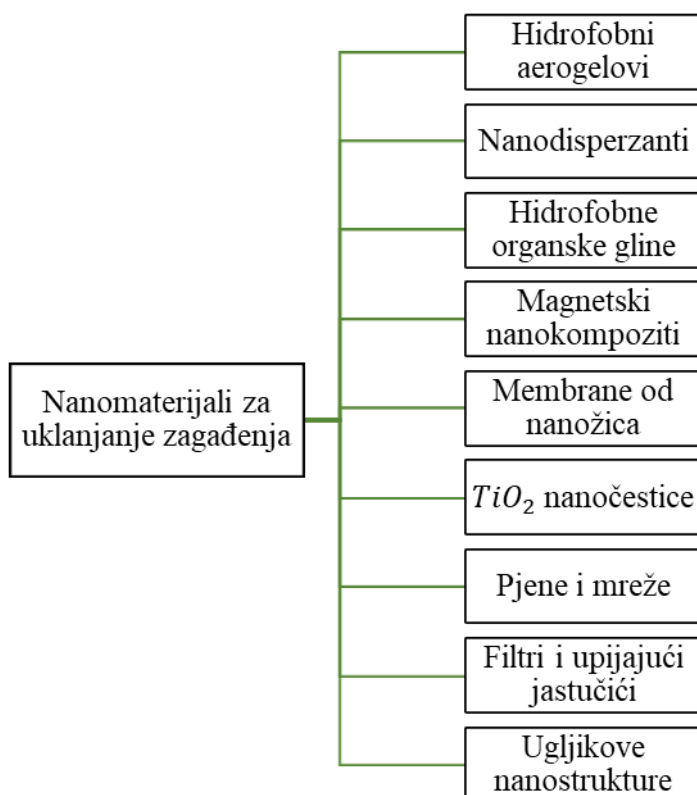 Hidrofobni
aerogelovi
Nanodisperzanti
Hidrofobne
organske gline
Magnetski
nanokompoziti
Nanomaterijali za
uklanjanje zagađenja
Membrane od
nanožica
TiO₂ nanočestice
Pjene i mreže
Filtri i upijajući
jastučići
Ugljikove
nanostrukture